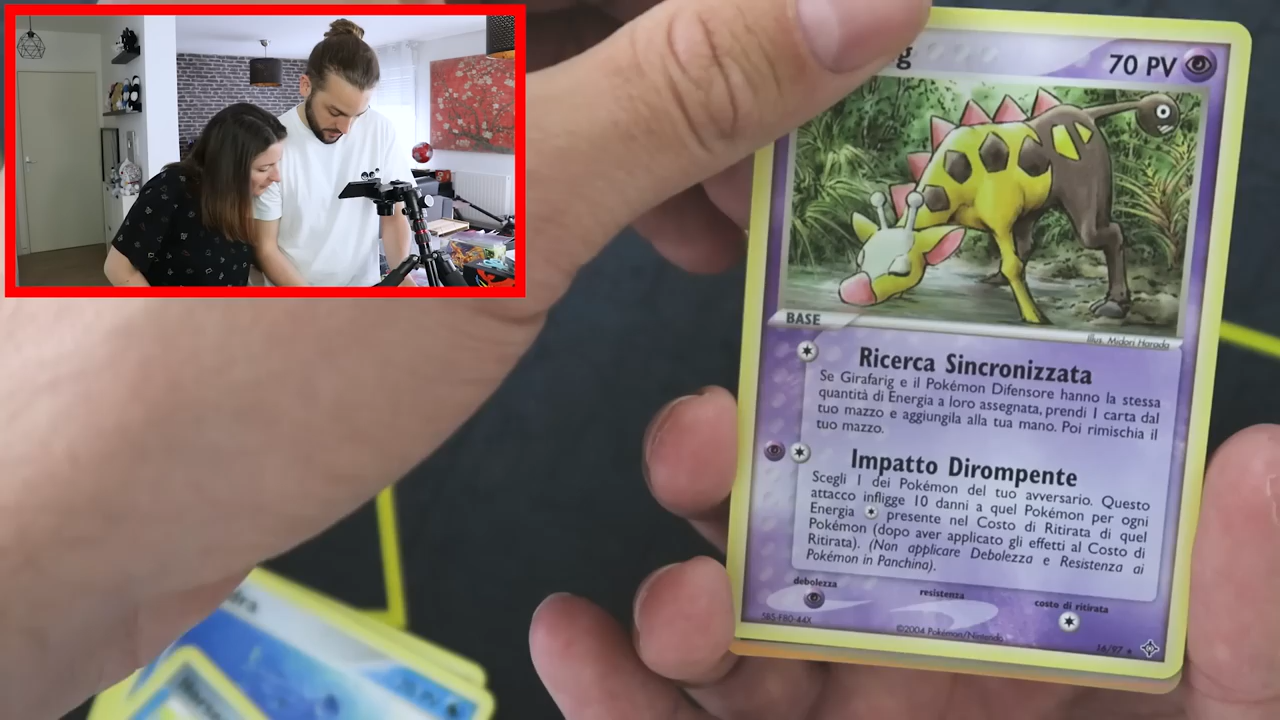 g
70 PV
BASE
Illus. Midori Harada
Ricerca Sincronizzata
Se Girafarig e il Pokémon Difensore hanno la stessa
quantità di Energia a loro assegnata, prendi 1 carta dal
tuo mazzo e aggiungila alla tua mano. Poi rimischia il
tuo mazzo.
Impatto Dirompente
Scegli 1 dei Pokémon del tuo avversario. Questo
attacco infligge 10 danni a quel Pokémon per ogni
Energia presente nel Costo di Ritirata di quel
Pokémon (dopo aver applicato gli effetti al Costo di
Ritirata). (Non applicare Debolezza e Resistenza ai
Pokémon in Panchina).
debolezza
resistenza
costo di ritirata
©2004 Pokémon/Nintendo
16/97